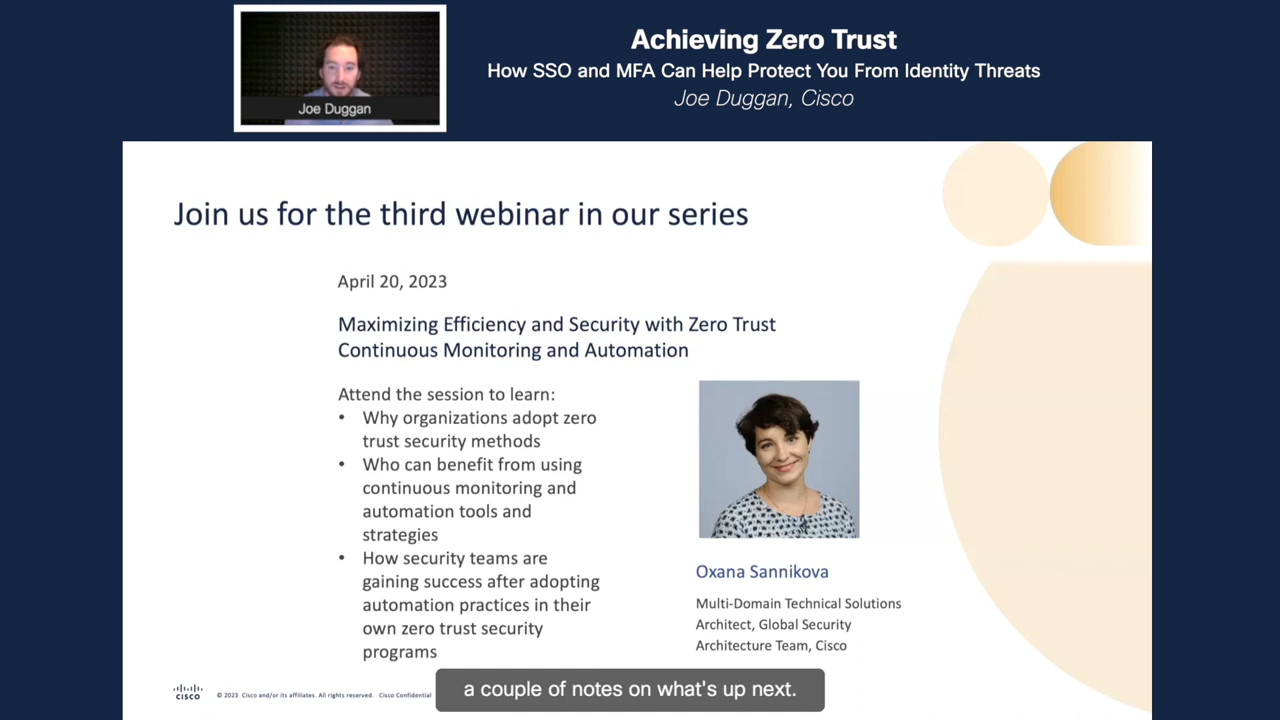 Joe Duggan
Achieving Zero Trust
How SSO and MFA Can Help Protect You From Identity Threats
Joe Duggan, Cisco
Join us for the third webinar in our series
April 20, 2023
Maximizing Efficiency and Security with Zero Trust
Continuous Monitoring and Automation
Attend the session to learn:
• Why organizations adopt zero
trust security methods
• Who can benefit from using
continuous monitoring and
automation tools and
strategies
• How security teams are
gaining success after adopting
automation practices in their
own zero trust security
programs
Oxana Sannikova
Multi-Domain Technical Solutions
Architect, Global Security
Architecture Team, Cisco
CISCO
© 2023 Cisco and/or its affiliates. All rights reserved. Cisco Confidential
a couple of notes on what's up next.